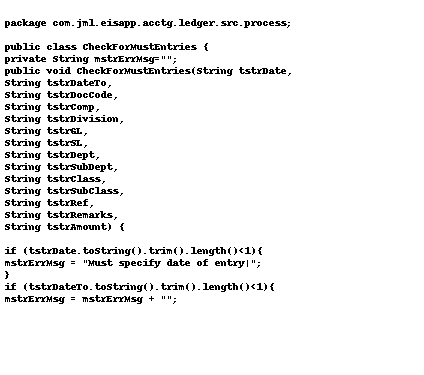 package com.jml.eisapp.acctg.ledger.src.process;
public class CheckForMustEntries {
private String mstrErrMsg="";
public void CheckForMustEntries(String tstrDate,
String tstrDateTo,
String tstrDocCode,
String tstrComp,
String tstrDivision,
String tstrGL,
String tstrSL,
String tstrDept,
String tstrSubDept,
String tstrClass,
String tstrSubClass,
String tstrRef,
String tstrRemarks,
String tstrAmount) {
if (tstrDate.toString().trim().length()<1){
mstrErrMsg = "Must specify date of entry|";
}
if (tstrDateTo.toString().trim().length()<1){
mstrErrMsg = mstrErrMsg + "";